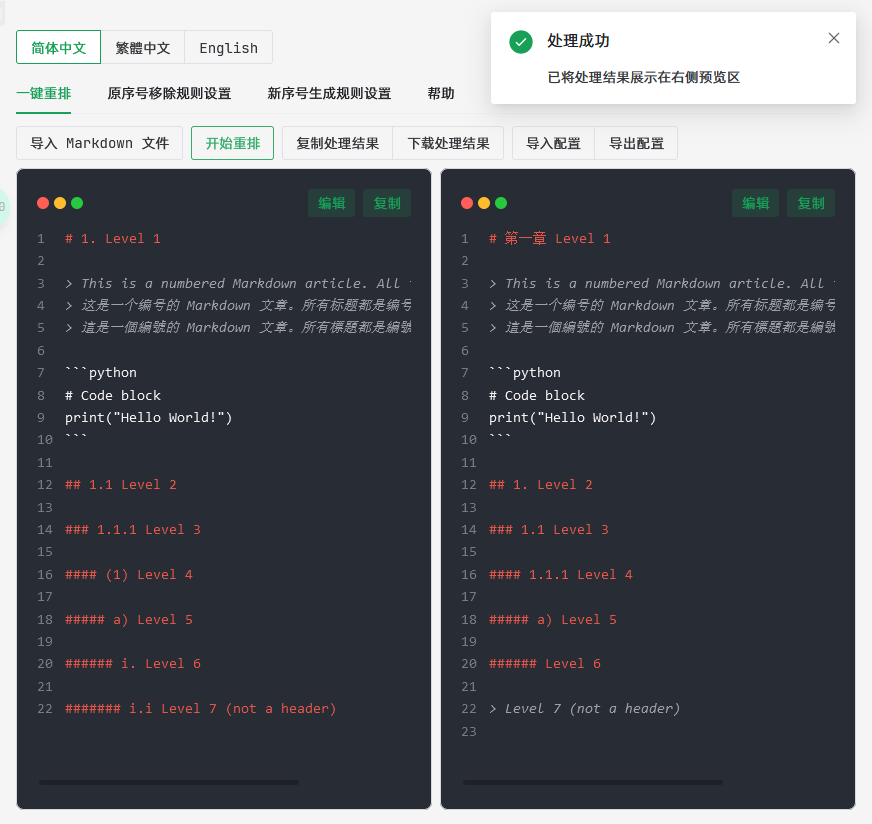 简体中文 繁體中文 English
处理成功
已将处理结果展示在右侧预览区
一键重排 原序号移除规则设置 新序号生成规则设置 帮助
导入 Markdown 文件 开始重排 复制处理结果 下载处理结果 导入配置 导出配置
编辑 复制
1 # 1. Level 1
2
3 > This is a numbered Markdown article. All
4 > 这是一个编号的 Markdown 文章。所有标题都是编号
5 > 這是一個編號的 Markdown 文章。所有標題都是編號
6
7 ```python
8 # Code block
9 print("Hello World!")
10 ```
11
12 ## 1.1 Level 2
13
14 ### 1.1.1 Level 3
15
16 #### (1) Level 4
17
18 ##### a) Level 5
19
20 ###### i. Level 6
21
22 ####### i.i Level 7 (not a header)
编辑 复制
1 # 第一章 Level 1
2
3 > This is a numbered Markdown article. All
4 > 这是一个编号的 Markdown 文章。所有标题都是编号
5 > 這是一個編號的 Markdown 文章。所有標題都是編號
6
7 ```python
8 # Code block
9 print("Hello World!")
10 ```
11
12 ## 1. Level 2
13
14 ### 1.1 Level 3
15
16 #### 1.1.1 Level 4
17
18 ##### a) Level 5
19
20 ###### Level 6
21
22 > Level 7 (not a header)
23